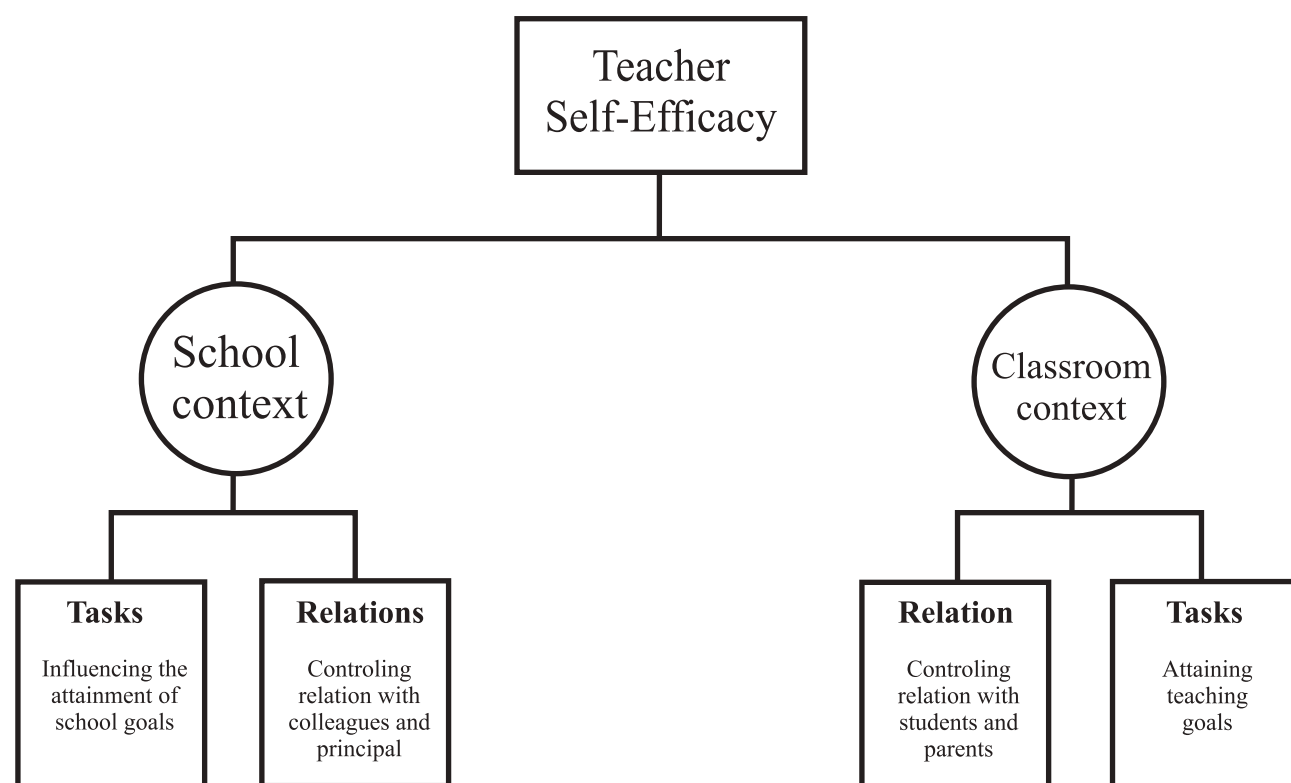 Teacher
Self-Efficacy
School
context
Classroom
context
Tasks
Influencing the
attainment of
school goals
Relations
Controling
relation with
colleagues and
principal
Relation
Controling
relation with
students and
parents
Tasks
Attaining
teaching
goals